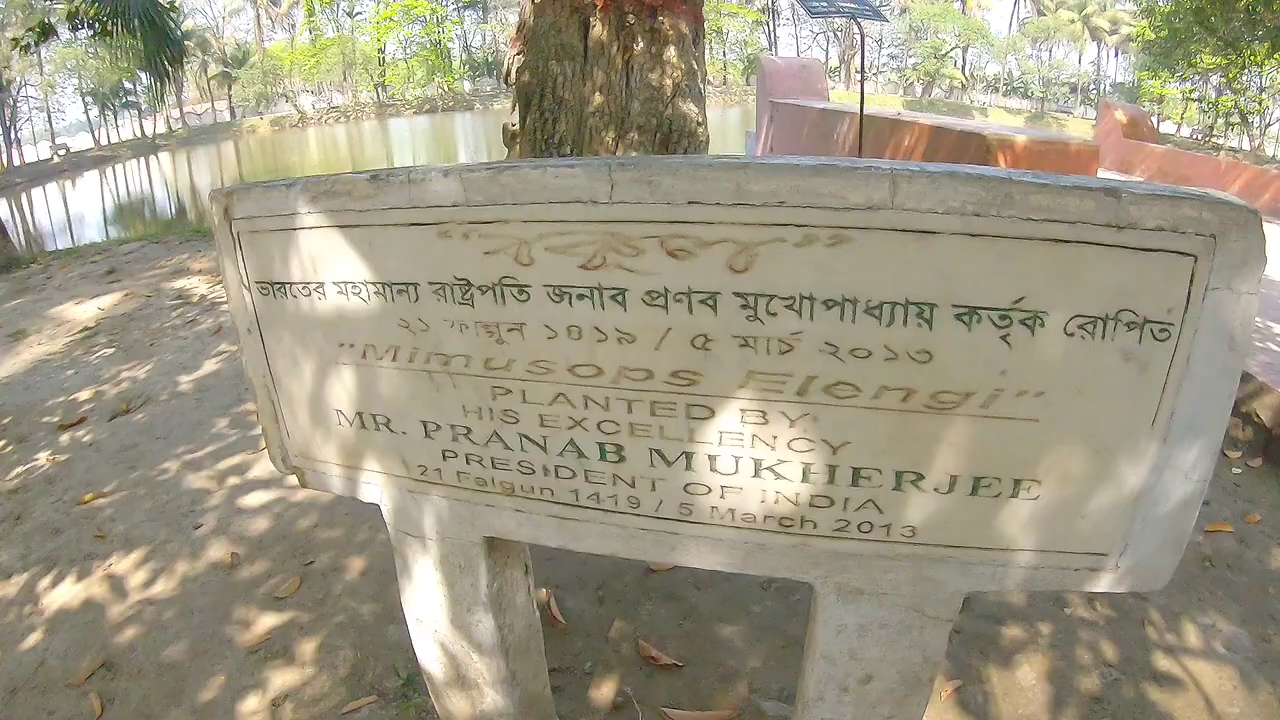 "বকুল"
ভারতের মহামান্য রাষ্ট্রপতি জনাব প্রণব মুখোপাধ্যায় কর্তৃক রোপিত
২১ ফাল্গুন ১৪১৯ / ৫ মার্চ ২০১৩
"Mimusops Elengi"
PLANTED BY:
HIS EXCELLENCY
MR. PRANAB MUKHERJEE
PRESIDENT OF INDIA
21 Falgun 1419 / 5 March 2013